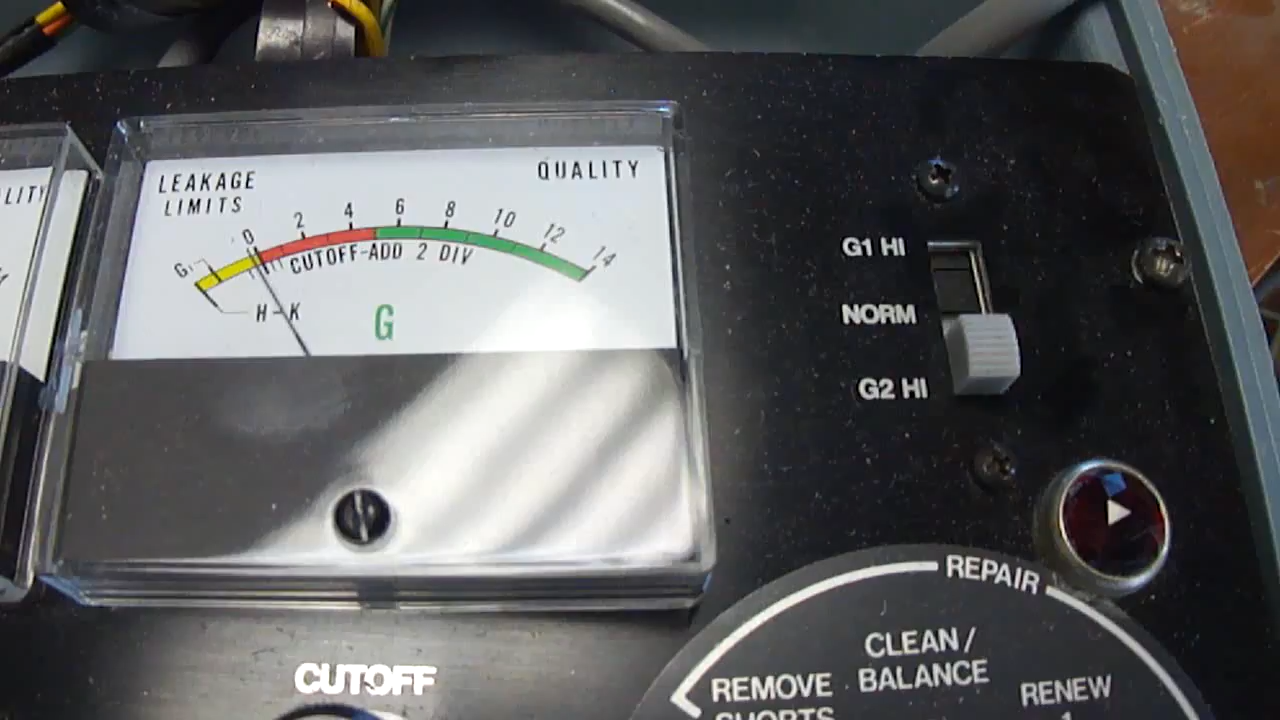 LITY
LEAKAGE
LIMITS
QUALITY
0 2 4 6 8 10 12 14
G1
CUTOFF-ADD 2 DIV
H-K
G
G1 HI
NORM
G2 HI
CUTOFF
REPAIR
CLEAN/
BALANCE
REMOVE
SHORTS
RENEW
1